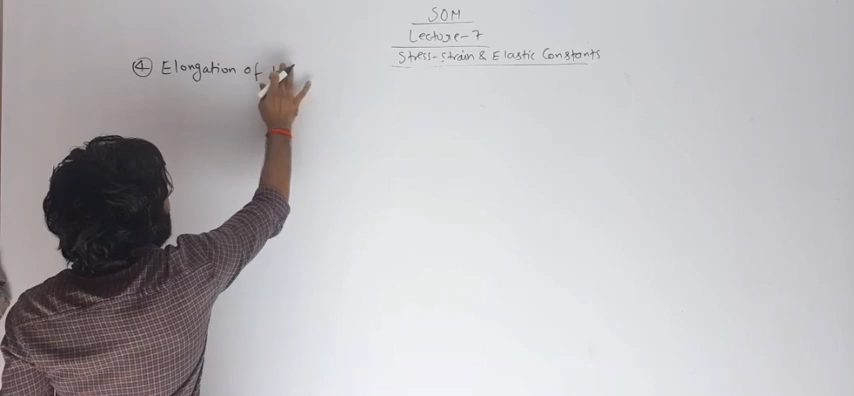 SOM
Lecture-7
Stress-Strain & Elastic Constants
④ Elongation of